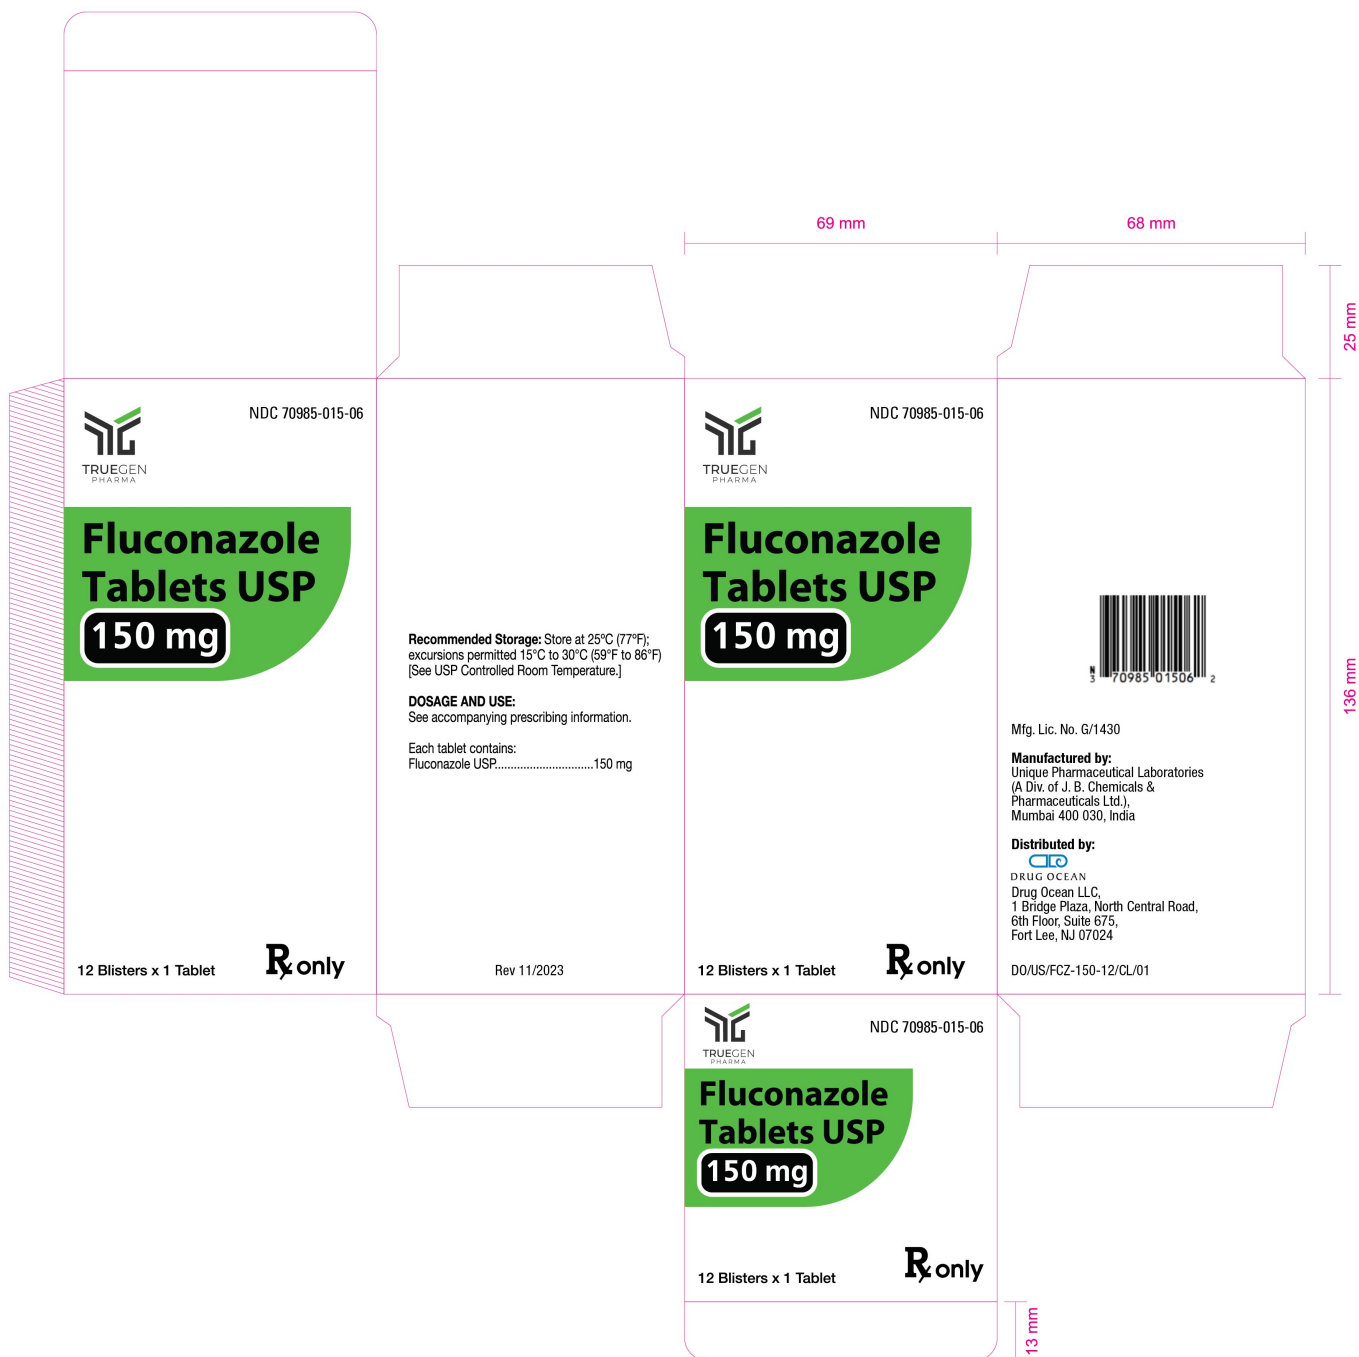 69 mm
68 mm
25 mm
136 mm
NDC 70985-015-06
TRUEGEN
PHARMA
Fluconazole
Tablets USP
150 mg
12 Blisters x 1 Tablet
Rx only
Recommended Storage: Store at 25ºC (77ºF);
excursions permitted 15°C to 30°C (59°F to 86°F)
[See USP Controlled Room Temperature.]
DOSAGE AND USE:
See accompanying prescribing information.
Each tablet contains:
Fluconazole USP...............................150 mg
Rev 11/2023
NDC 70985-015-06
TRUEGEN
PHARMA
Fluconazole
Tablets USP
150 mg
12 Blisters x 1 Tablet
Rx only
N
3 70985 01506 2
Mfg. Lic. No. G/1430
Manufactured by:
Unique Pharmaceutical Laboratories
(A Div. of J. B. Chemicals &
Pharmaceuticals Ltd.),
Mumbai 400 030, India
Distributed by:
DRUG OCEAN
Drug Ocean LLC,
1 Bridge Plaza, North Central Road,
6th Floor, Suite 675,
Fort Lee, NJ 07024
DO/US/FCZ-150-12/CL/01
NDC 70985-015-06
TRUEGEN
PHARMA
Fluconazole
Tablets USP
150 mg
12 Blisters x 1 Tablet
Rx only
13 mm